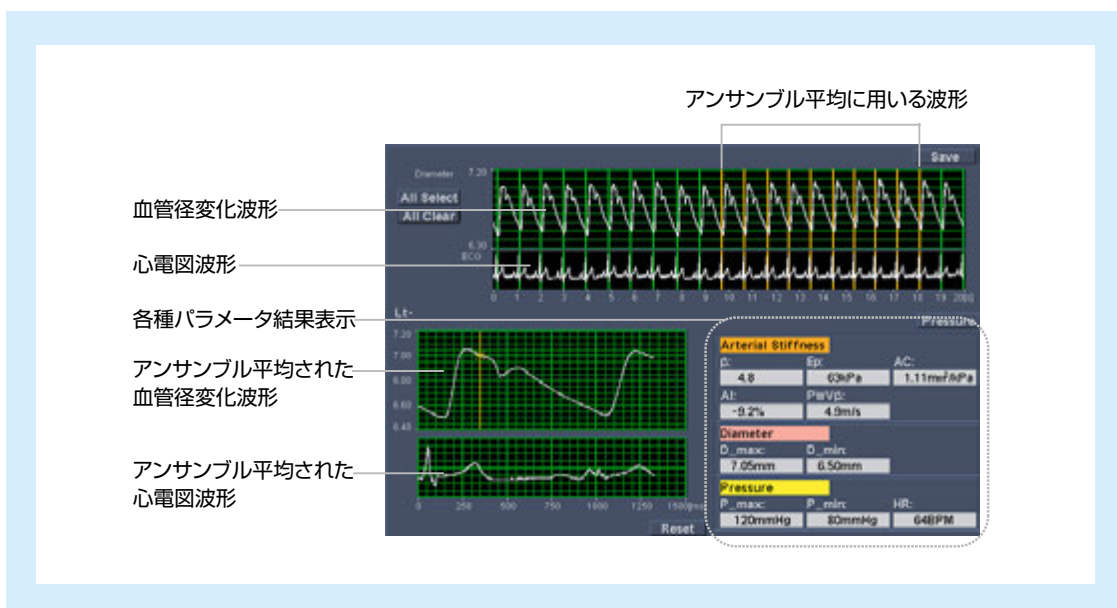 アンサンブル平均に用いる波形
Save
Diameter 7.20
All Select
All Clear
血管径変化波形
6.30
ECG
心電図波形
0 1 2 3 4 5 6 7 8 9 10 11 12 13 14 15 16 17 18 19 20[s]
Lt-
各種パラメータ結果表示
Pressure
7.20
7.00
6.80
6.60
6.40
アンサンブル平均された
血管径変化波形
Arterial Stiffness
β: Ep: AC:
4.8 63kPa 1.11mm²/kPa
AI: PWVβ:
-9.2% 4.9m/s
Diameter
D_max: D_min:
7.05mm 6.50mm
アンサンブル平均された
心電図波形
Pressure
P_max: P_min: HR:
120mmHg 80mmHg 64BPM
0 250 500 750 1000 1250 1500[ms]
Reset